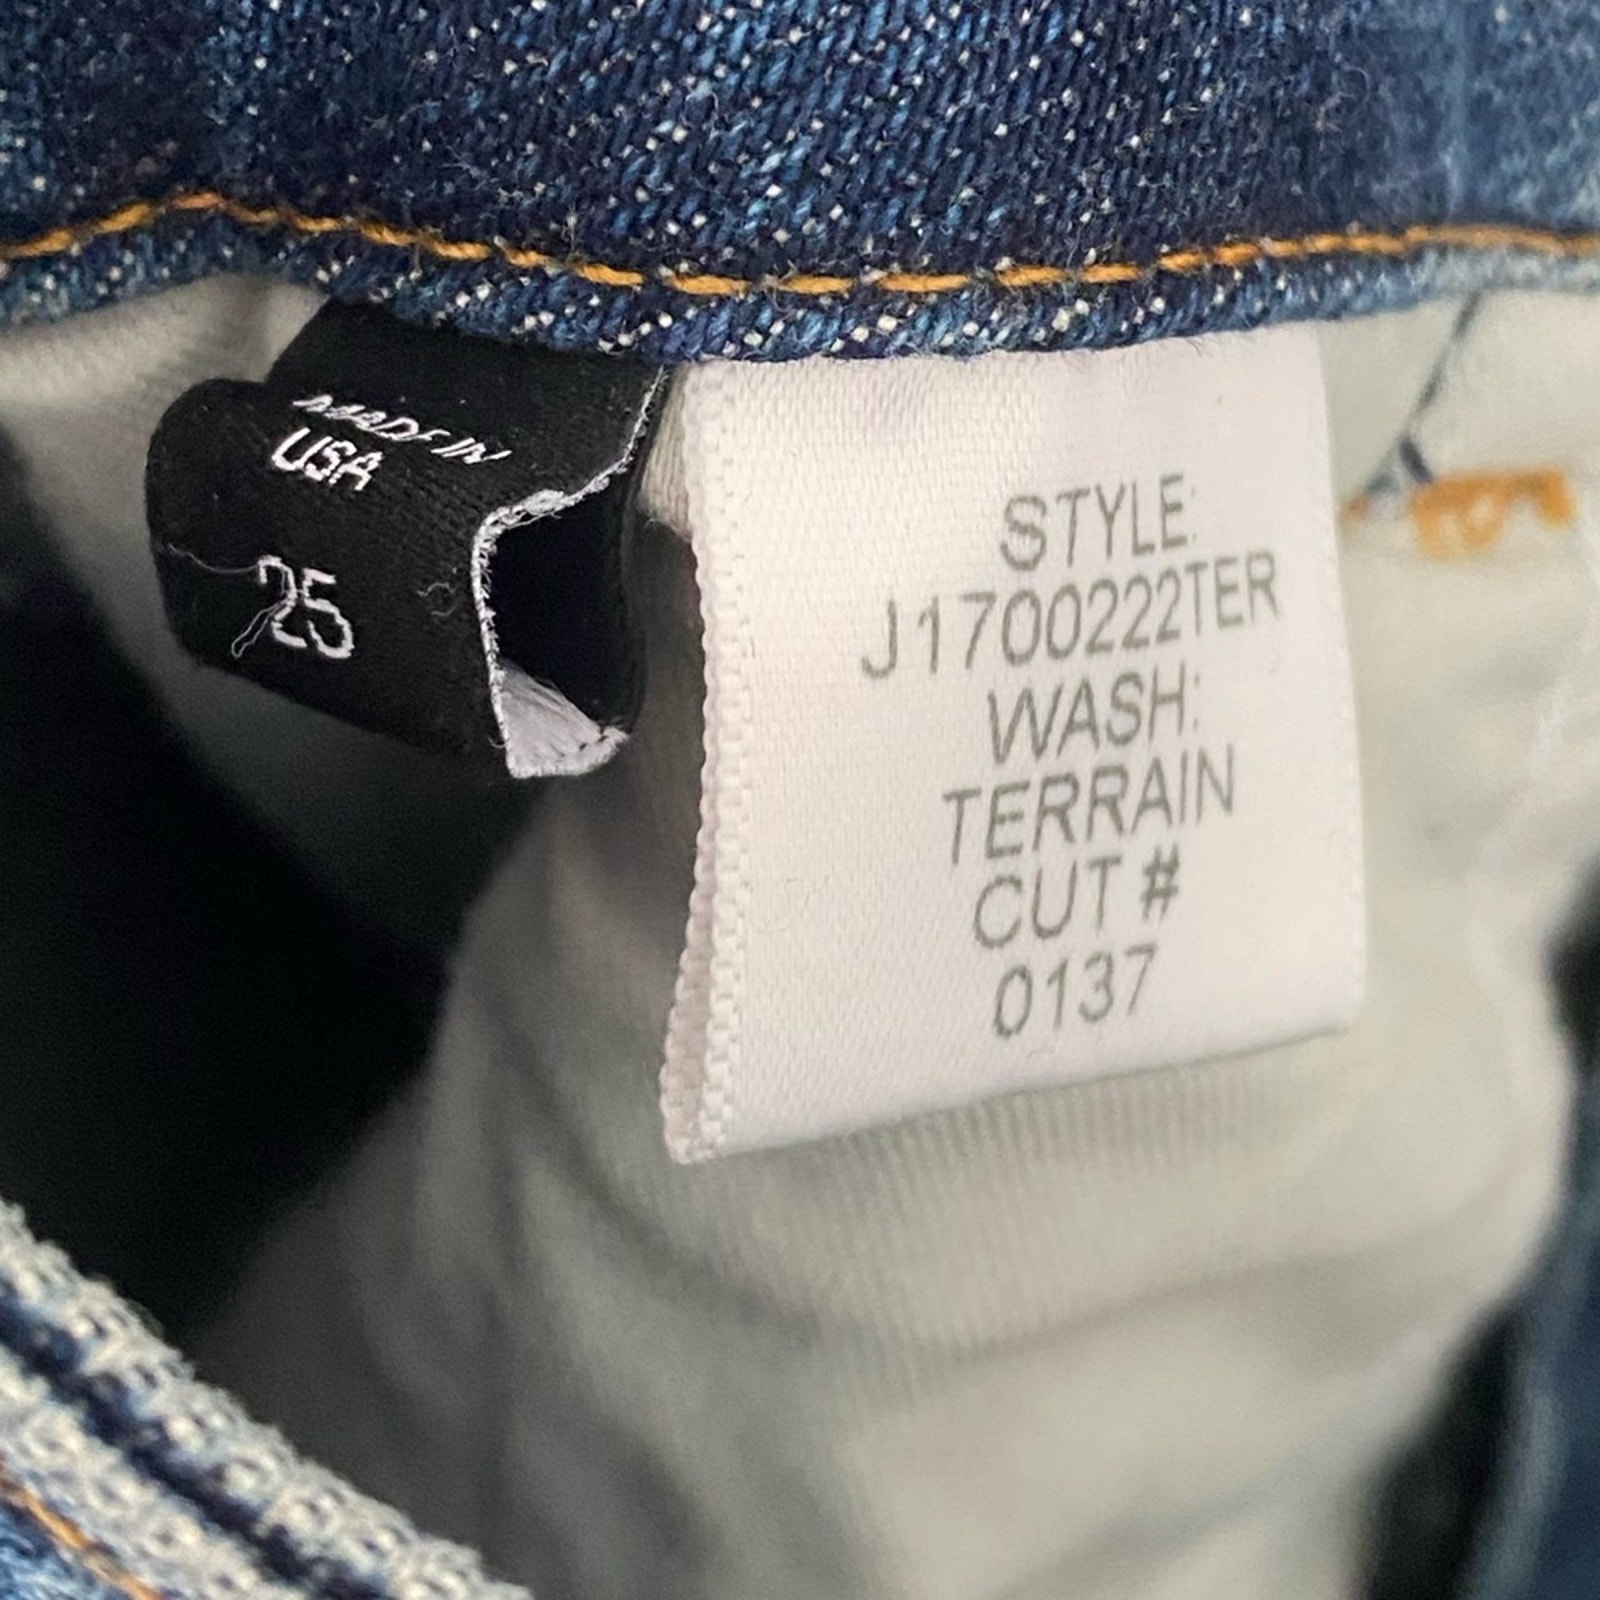 MADE IN
USA
25
STYLE:
J1700222TER
WASH:
TERRAIN
CUT #
0137